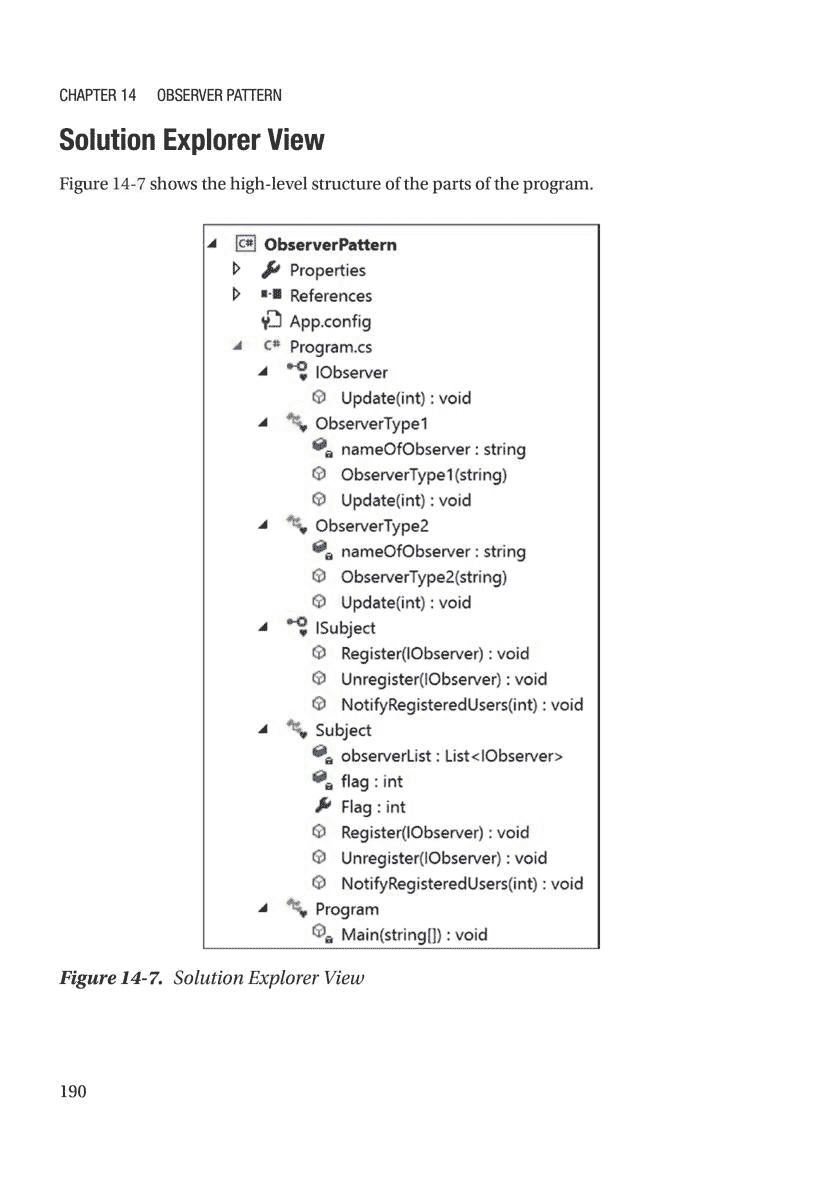 CHAPTER 14 OBSERVER PATTERN
Solution Explorer View
Figure 14-7 shows the high-level structure of the parts of the program.
C# ObserverPattern
Properties
References
App.config
C# Program.cs
IObserver
Update(int) : void
ObserverType1
nameOfObserver : string
ObserverType1(string)
Update(int) : void
ObserverType2
nameOfObserver : string
ObserverType2(string)
Update(int) : void
ISubject
Register(IObserver) : void
Unregister(IObserver) : void
NotifyRegisteredUsers(int) : void
Subject
observerList : List<IObserver>
flag : int
Flag : int
Register(IObserver) : void
Unregister(IObserver) : void
NotifyRegisteredUsers(int) : void
Program
Main(string[]) : void
Figure 14-7. Solution Explorer View
190